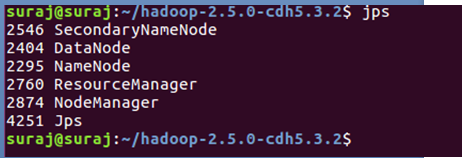 suraj@suraj:~/hadoop-2.5.0-cdh5.3.2$ jps
2546 SecondaryNameNode
2404 DataNode
2295 NameNode
2760 ResourceManager
2874 NodeManager
4251 Jps
suraj@suraj:~/hadoop-2.5.0-cdh5.3.2$